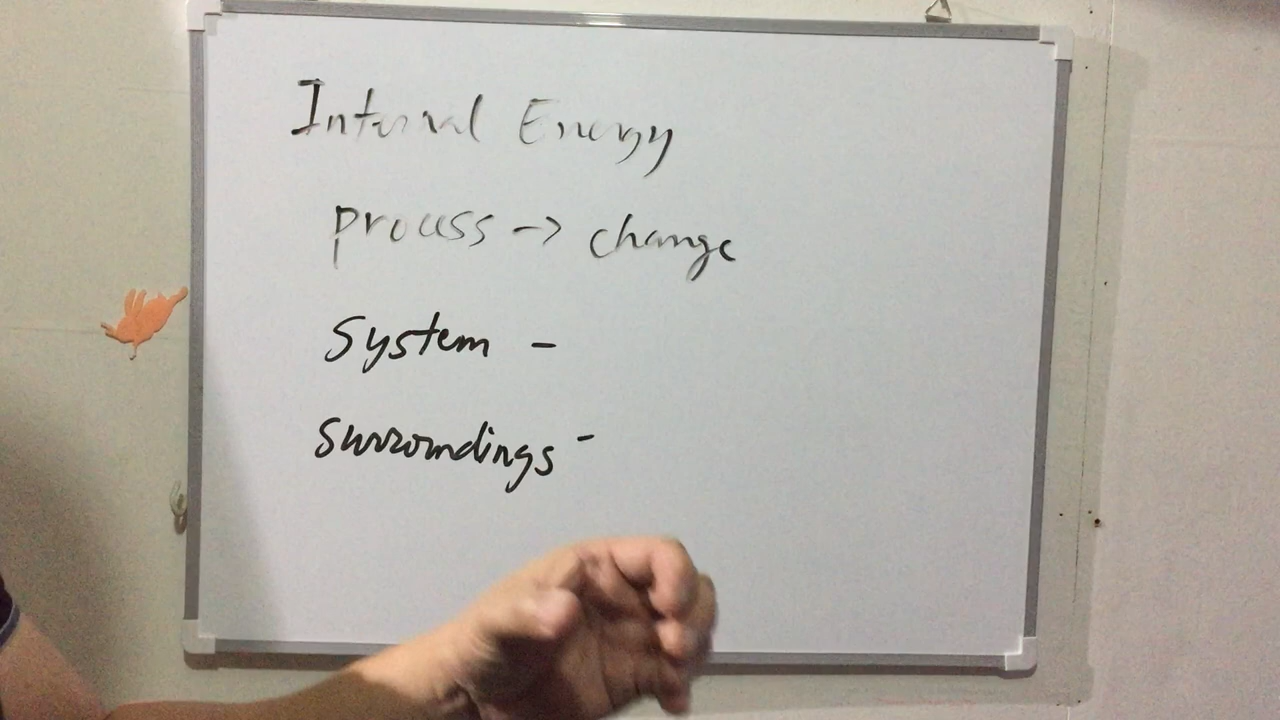 Internal Energy
process -> change
System -
Surroundings -